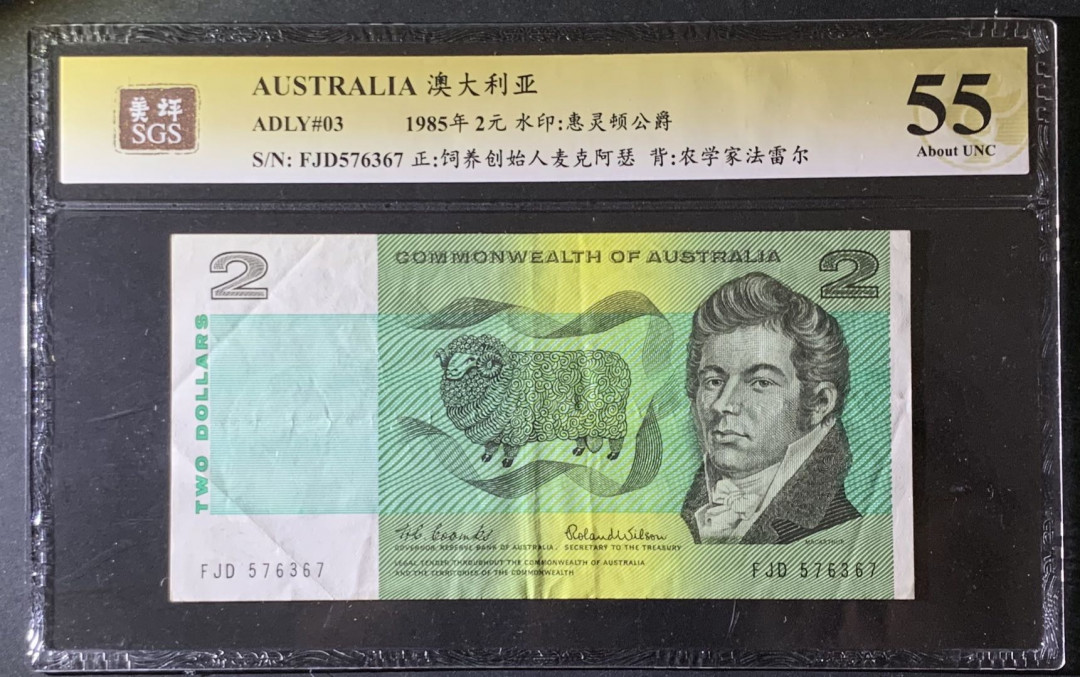 美评
SGS
AUSTRALIA 澳大利亚
ADLY#03 1985年 2元 水印:惠灵顿公爵
S/N: FJD576367 正:饲养创始人麦克阿瑟 背:农学家法雷尔
55
About UNC
2
COMMONWEALTH OF AUSTRALIA
2
TWO DOLLARS
H.C. Coombs
Roland Wilson
GOVERNOR, RESERVE BANK OF AUSTRALIA.
SECRETARY TO THE TREASURY
LEGAL TENDER THROUGHOUT THE COMMONWEALTH OF AUSTRALIA
AND THE TERRITORIES OF THE COMMONWEALTH
MACARTHUR
FJD 576367
FJD 576367